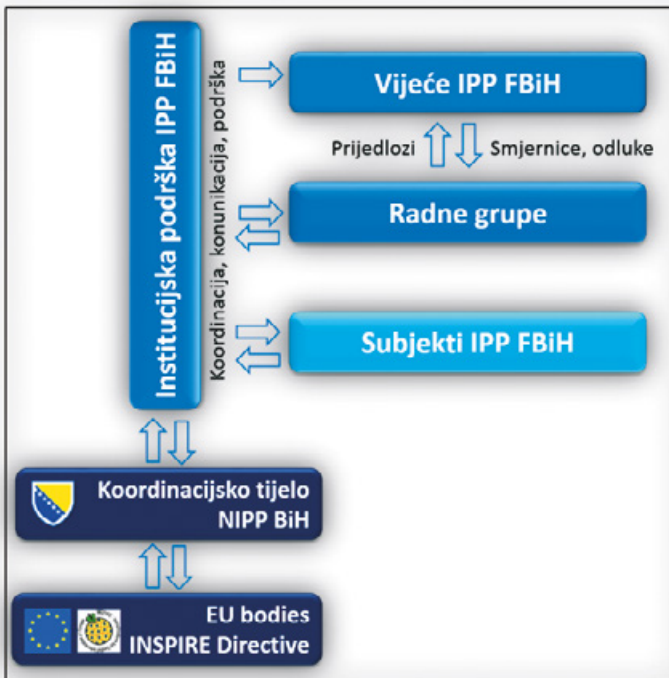 Institucijska podrška IPP FBiH
Koordinacija, komunikacija, podrška
Vijeće IPP FBiH
Prijedlozi
Smjernice, odluke
Radne grupe
Subjekti IPP FBiH
Koordinacijsko tijelo
NIPP BiH
EU bodies
INSPIRE Directive